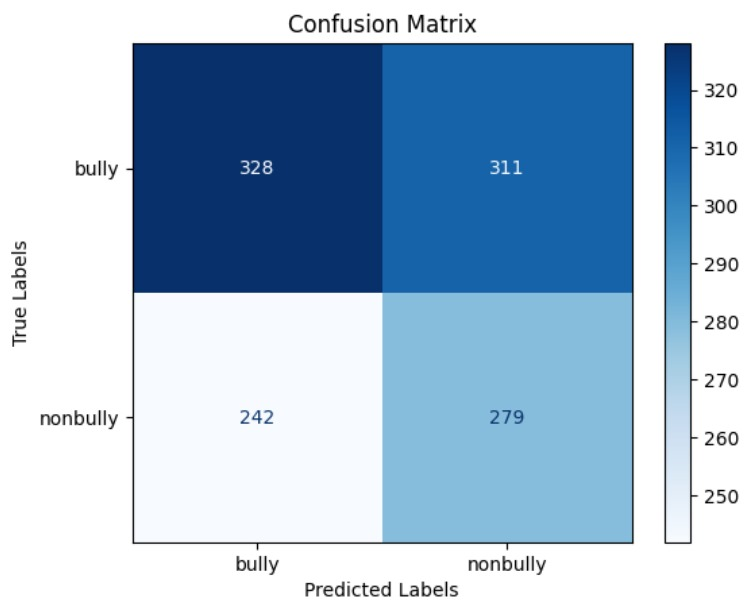 Confusion Matrix
True Labels
bully
nonbully
328
311
242
279
bully
nonbully
Predicted Labels
320
310
300
290
280
270
260
250